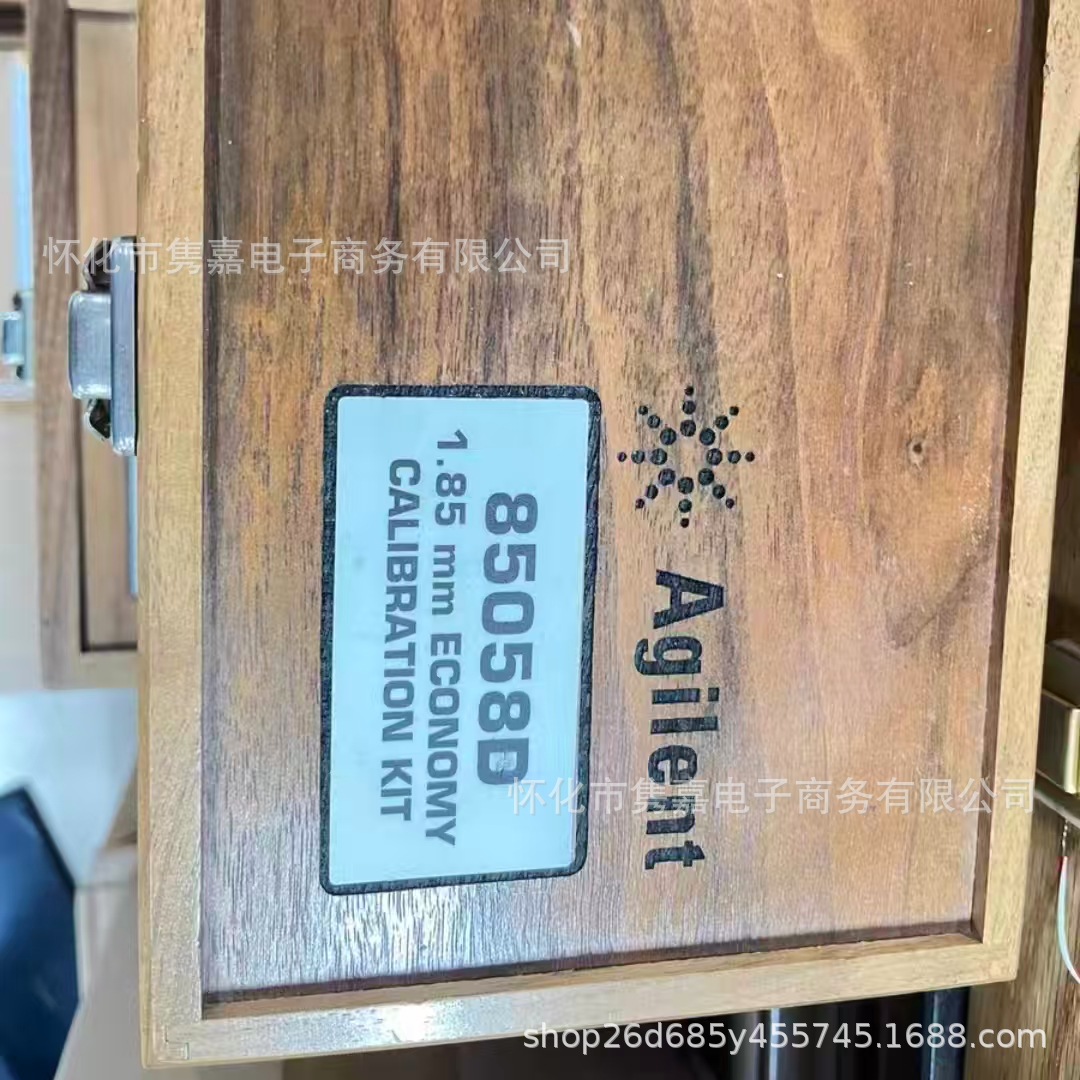 怀化市隽嘉电子商务有限公司
Agilent
85058D
1.85 mm ECONOMY
CALIBRATION KIT
怀化市隽嘉电子商务有限公司
shop26d685y455745.1688.com